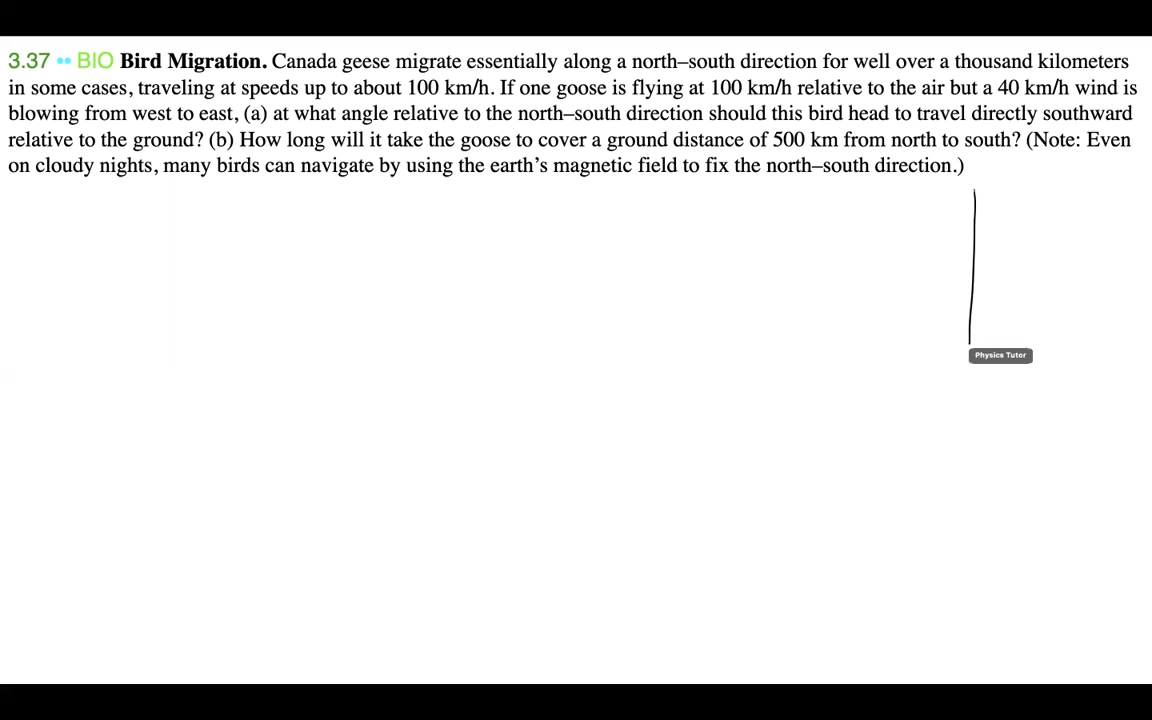 3.37 •• BIO Bird Migration. Canada geese migrate essentially along a north–south direction for well over a thousand kilometers
in some cases, traveling at speeds up to about 100 km/h. If one goose is flying at 100 km/h relative to the air but a 40 km/h wind is
blowing from west to east, (a) at what angle relative to the north–south direction should this bird head to travel directly southward
relative to the ground? (b) How long will it take the goose to cover a ground distance of 500 km from north to south? (Note: Even
on cloudy nights, many birds can navigate by using the earth’s magnetic field to fix the north–south direction.)
Physics Tutor